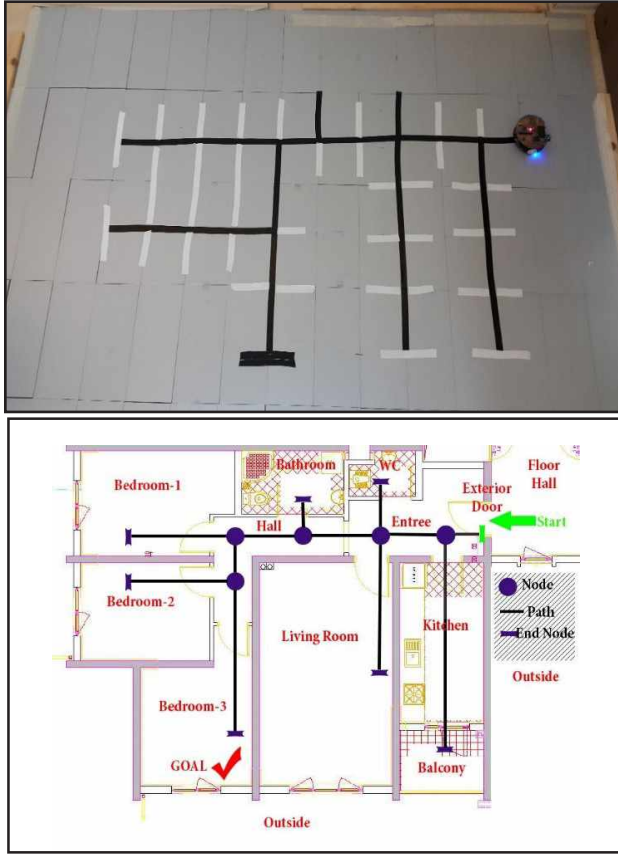 Bathroom
WC
Floor
Hall
Bedroom-1
Exterior
Door
Hall
Entree
Start
Bedroom-2
Node
Path
End Node
Living Room
Kitchen
Outside
Bedroom-3
GOAL
Balcony
Outside